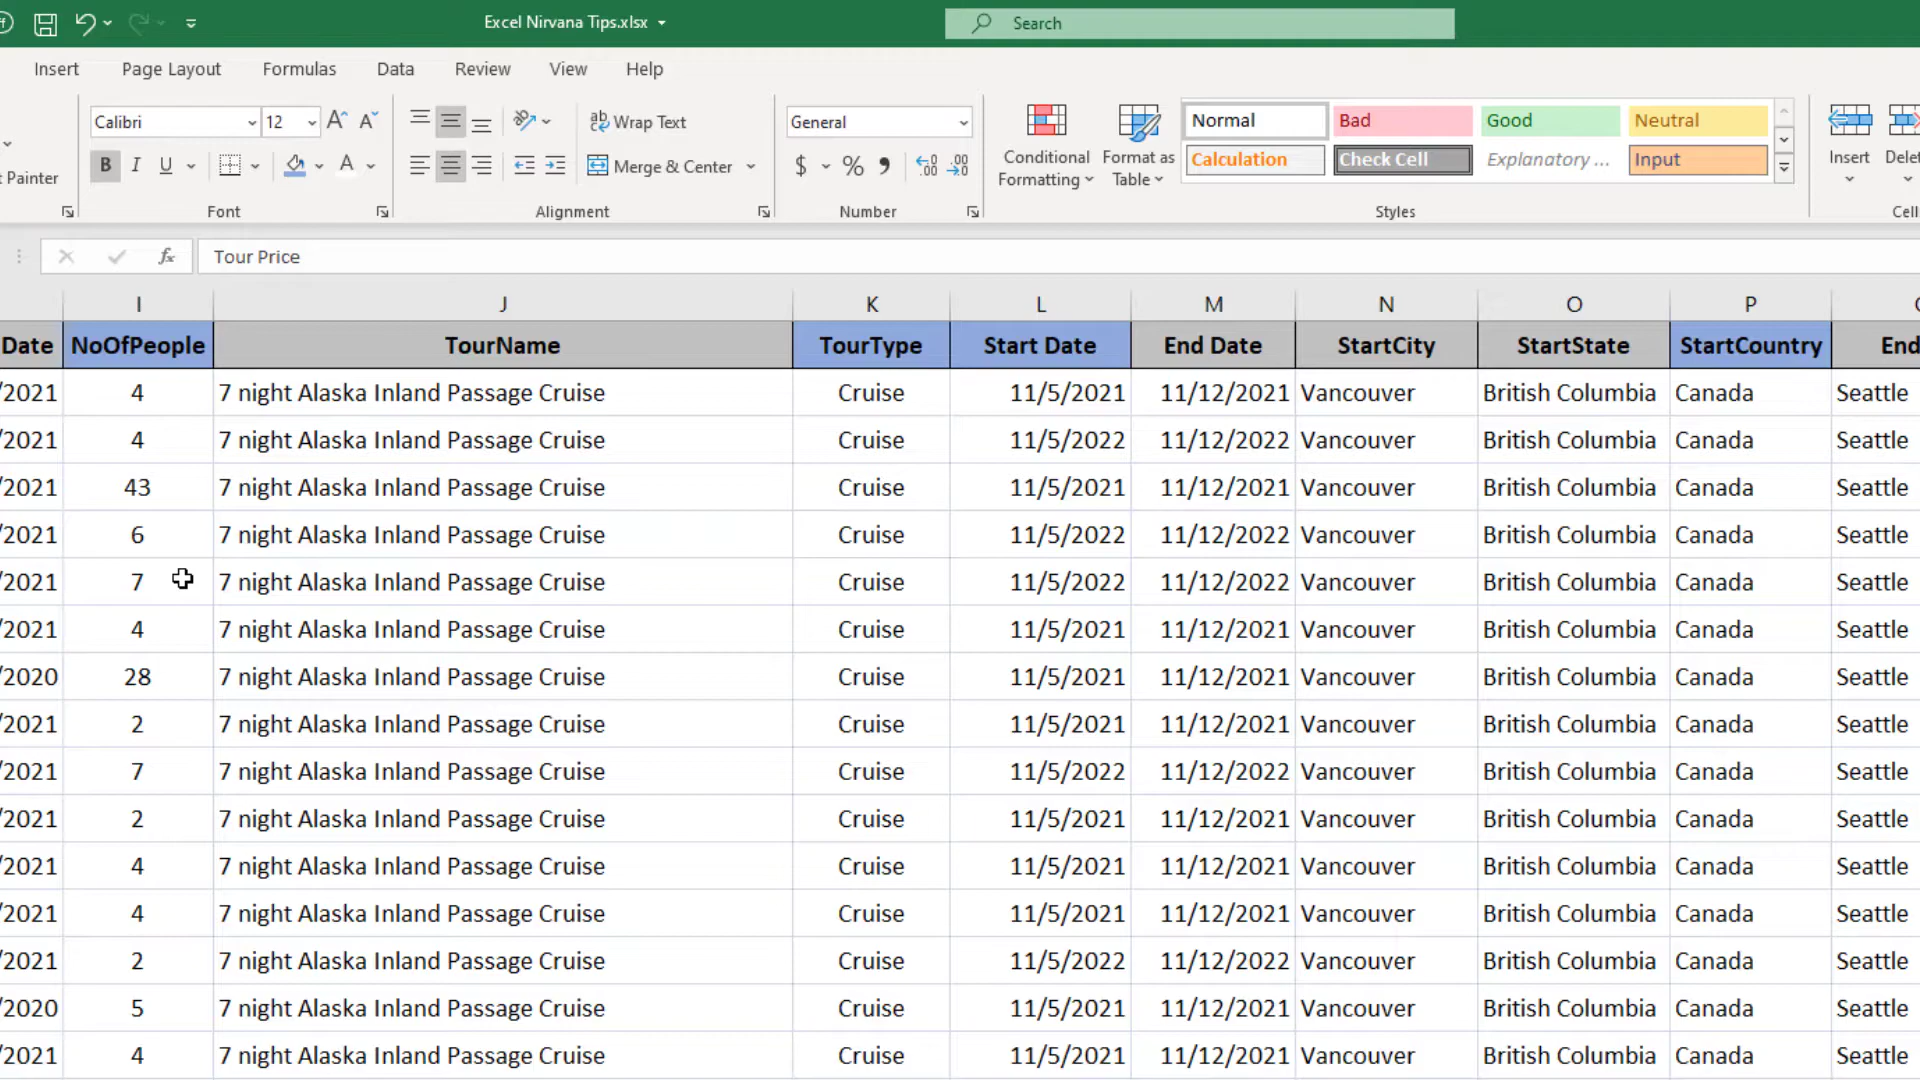 Excel Nirvana Tips.xlsx
Search
Insert Page Layout Formulas Data Review View Help
Calibri 12 Wrap Text General Normal Bad Good Neutral
Painter B I U A Merge & Center $ % Conditional Formatting Format as Table Calculation Check Cell Explanatory ... Input Insert
Font Alignment Number Styles
fx Tour Price
I J K L M N O P
Date NoOfPeople TourName TourType Start Date End Date StartCity StartState StartCountry End
/2021 4 7 night Alaska Inland Passage Cruise Cruise 11/5/2021 11/12/2021 Vancouver British Columbia Canada Seattle
/2021 4 7 night Alaska Inland Passage Cruise Cruise 11/5/2022 11/12/2022 Vancouver British Columbia Canada Seattle
/2021 43 7 night Alaska Inland Passage Cruise Cruise 11/5/2021 11/12/2021 Vancouver British Columbia Canada Seattle
/2021 6 7 night Alaska Inland Passage Cruise Cruise 11/5/2022 11/12/2022 Vancouver British Columbia Canada Seattle
/2021 7 7 night Alaska Inland Passage Cruise Cruise 11/5/2022 11/12/2022 Vancouver British Columbia Canada Seattle
/2021 4 7 night Alaska Inland Passage Cruise Cruise 11/5/2021 11/12/2021 Vancouver British Columbia Canada Seattle
/2020 28 7 night Alaska Inland Passage Cruise Cruise 11/5/2021 11/12/2021 Vancouver British Columbia Canada Seattle
/2021 2 7 night Alaska Inland Passage Cruise Cruise 11/5/2021 11/12/2021 Vancouver British Columbia Canada Seattle
/2021 7 7 night Alaska Inland Passage Cruise Cruise 11/5/2022 11/12/2022 Vancouver British Columbia Canada Seattle
/2021 2 7 night Alaska Inland Passage Cruise Cruise 11/5/2021 11/12/2021 Vancouver British Columbia Canada Seattle
/2021 4 7 night Alaska Inland Passage Cruise Cruise 11/5/2021 11/12/2021 Vancouver British Columbia Canada Seattle
/2021 4 7 night Alaska Inland Passage Cruise Cruise 11/5/2021 11/12/2021 Vancouver British Columbia Canada Seattle
/2021 2 7 night Alaska Inland Passage Cruise Cruise 11/5/2022 11/12/2022 Vancouver British Columbia Canada Seattle
/2020 5 7 night Alaska Inland Passage Cruise Cruise 11/5/2021 11/12/2021 Vancouver British Columbia Canada Seattle
/2021 4 7 night Alaska Inland Passage Cruise Cruise 11/5/2021 11/12/2021 Vancouver British Columbia Canada Seattle